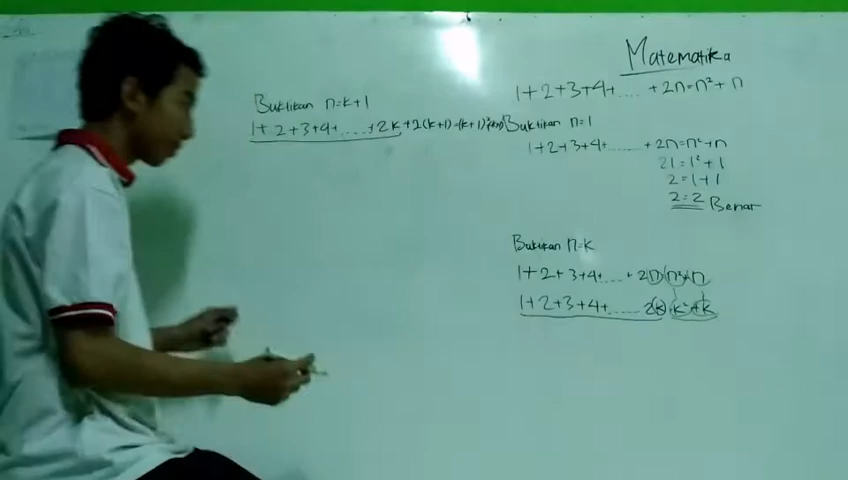 Matematika
1+2+3+4+..... +2n=n²+n
Buktikan n=1
1+2+3+4+........ +2n=n²+n
2.1=1²+1
2=1+1
2=2 Benar
Buktikan n=k
1+2+3+4+..... +2(n)=(n²)+n
1+2+3+4+...... 2(k)=k²+k
Buktikan n=k+1
1+2+3+4+.....+2k+2(k+1)=(k+1)²+